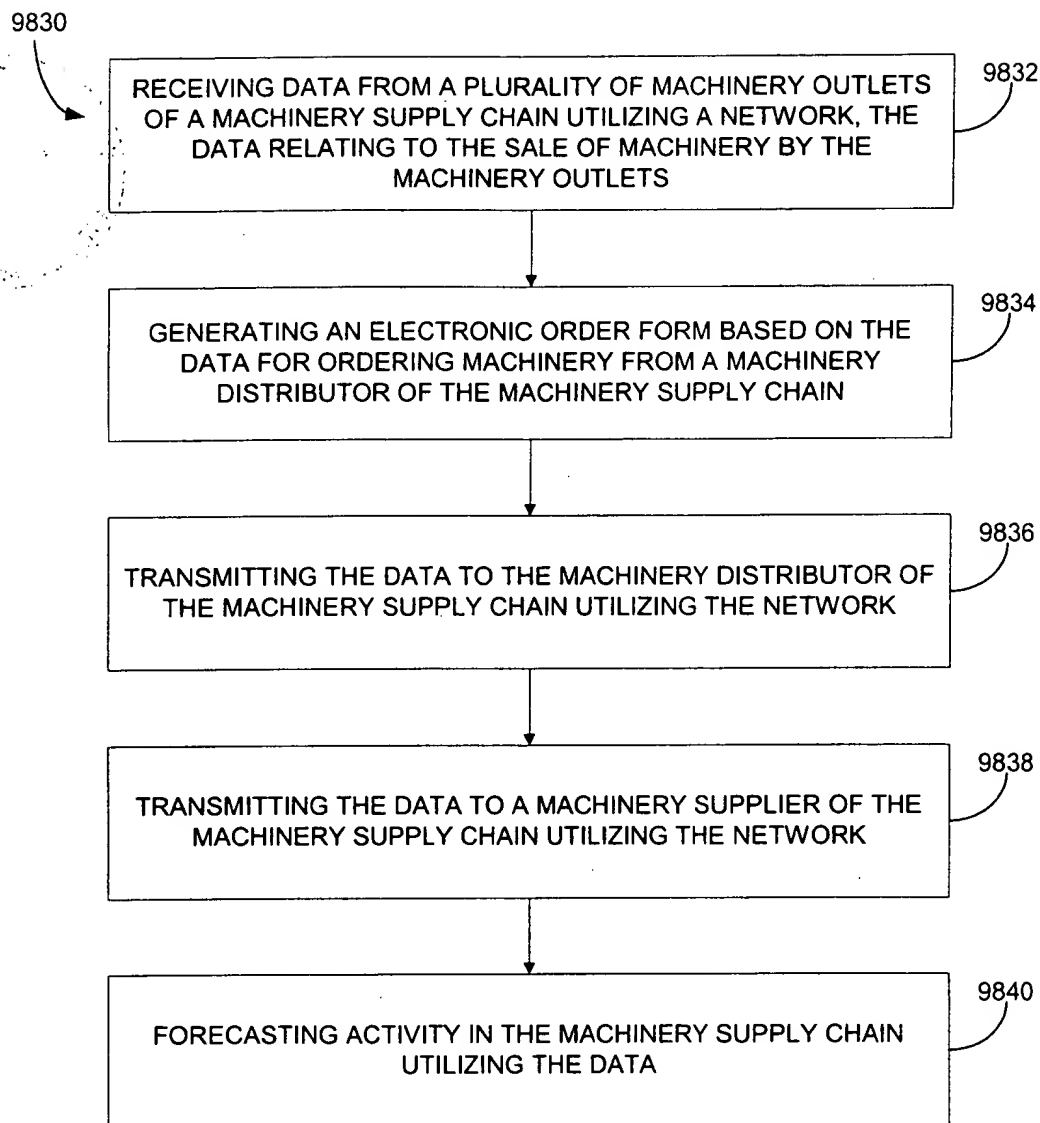 9830
RECEIVING DATA FROM A PLURALITY OF MACHINERY OUTLETS
OF A MACHINERY SUPPLY CHAIN UTILIZING A NETWORK, THE
DATA RELATING TO THE SALE OF MACHINERY BY THE
MACHINERY OUTLETS
9832
GENERATING AN ELECTRONIC ORDER FORM BASED ON THE
DATA FOR ORDERING MACHINERY FROM A MACHINERY
DISTRIBUTOR OF THE MACHINERY SUPPLY CHAIN
9834
TRANSMITTING THE DATA TO THE MACHINERY DISTRIBUTOR OF
THE MACHINERY SUPPLY CHAIN UTILIZING THE NETWORK
9836
TRANSMITTING THE DATA TO A MACHINERY SUPPLIER OF THE
MACHINERY SUPPLY CHAIN UTILIZING THE NETWORK
9838
FORECASTING ACTIVITY IN THE MACHINERY SUPPLY CHAIN
UTILIZING THE DATA
9840